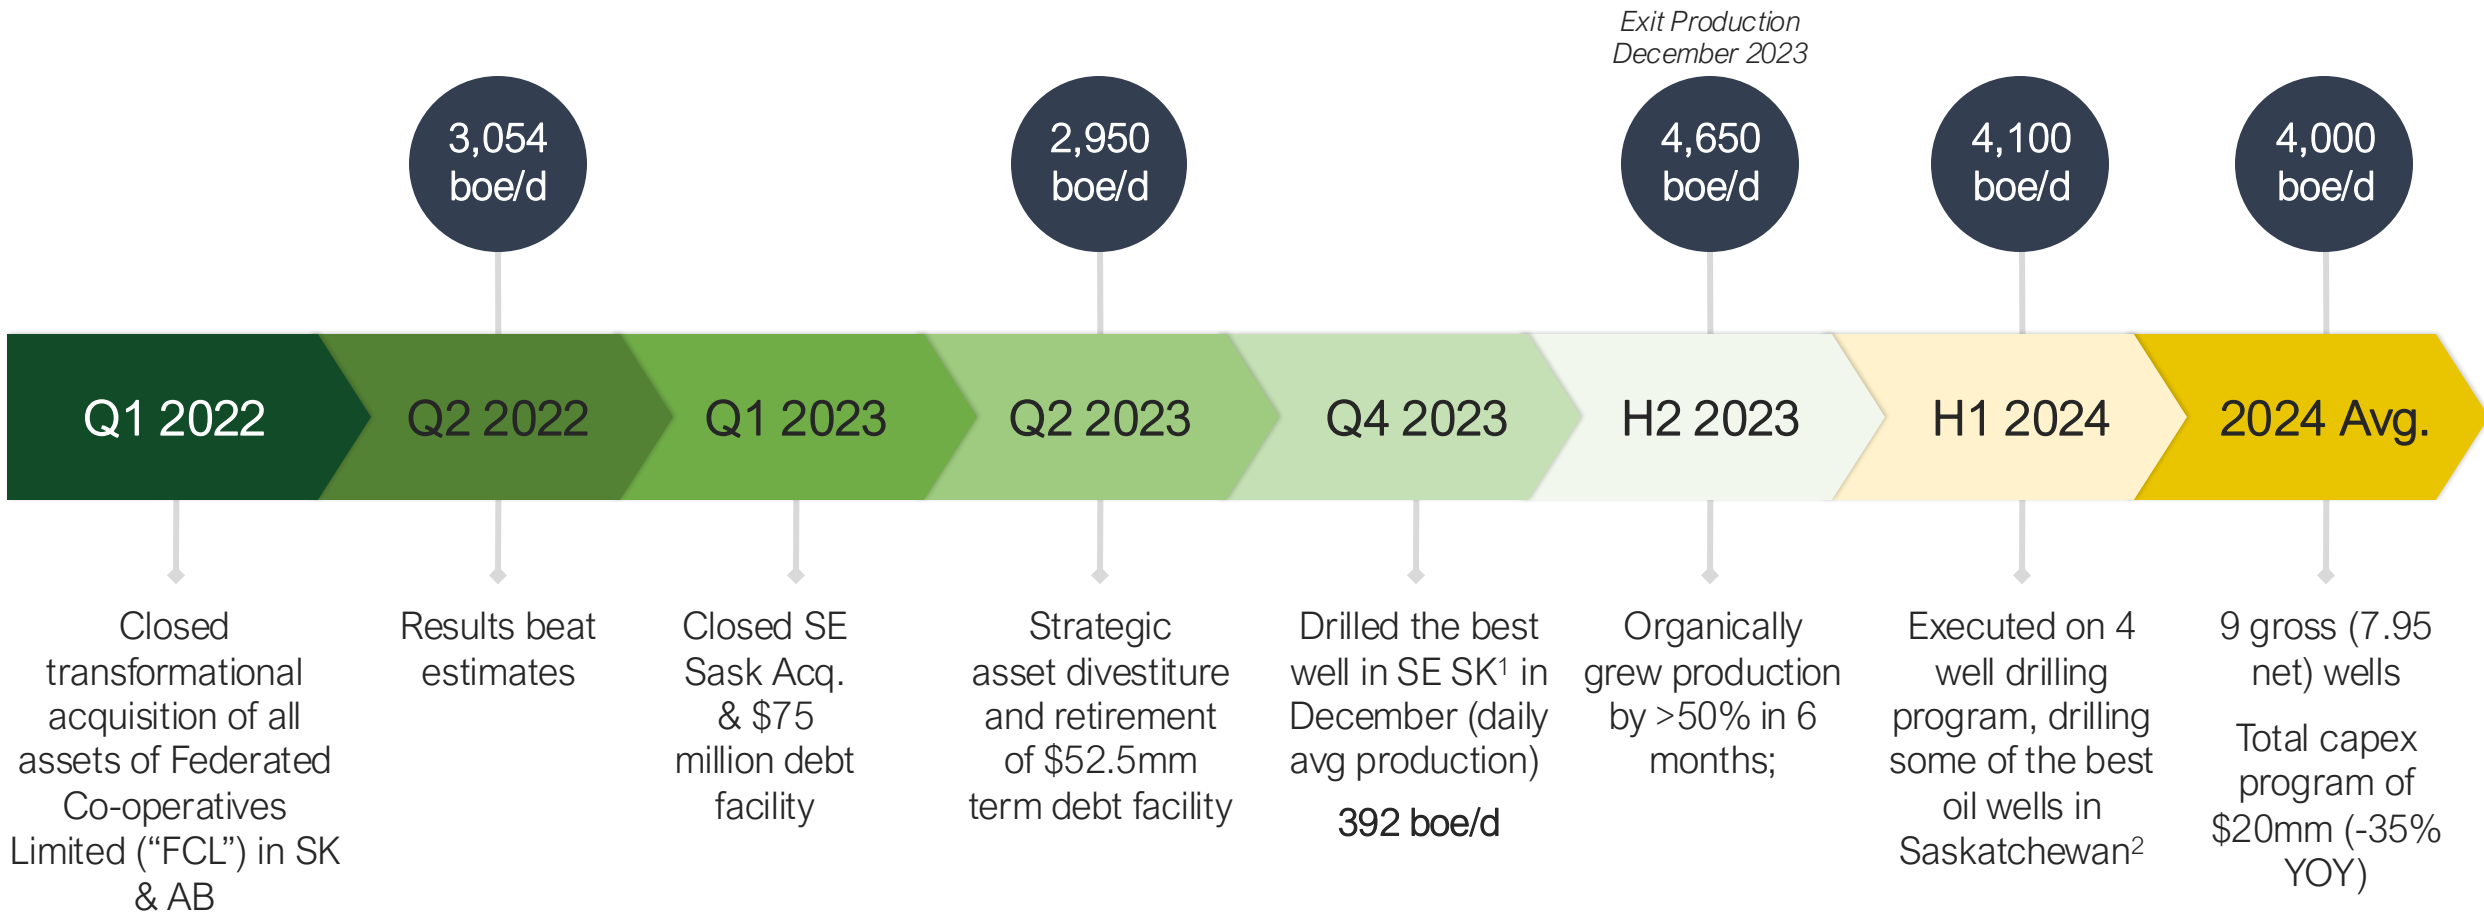 Exit Production
December 2023
3,054
boe/d
2,950
boe/d
4,650
boe/d
4,100
boe/d
4,000
boe/d
Q1 2022
Q2 2022
Q1 2023
Q2 2023
Q4 2023
H2 2023
H1 2024
2024 Avg.
Closed
transformational
acquisition of all
assets of Federated
Co-operatives
Limited (“FCL”) in SK
& AB
Results beat
estimates
Closed SE
Sask Acq.
& $75
million debt
facility
Strategic
asset divestiture
and retirement
of $52.5mm
term debt facility
Drilled the best
well in SE SK¹ in
December (daily
avg production)
392 boe/d
Organically
grew production
by >50% in 6
months;
Executed on 4
well drilling
program, drilling
some of the best
oil wells in
Saskatchewan²
9 gross (7.95
net) wells
Total capex
program of
$20mm (-35%
YOY)